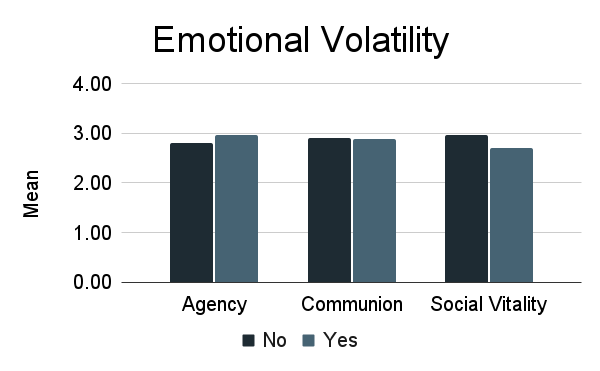 Emotional Volatility
4.00
3.00
2.00
1.00
0.00
Mean
Agency Communion Social Vitality
No Yes